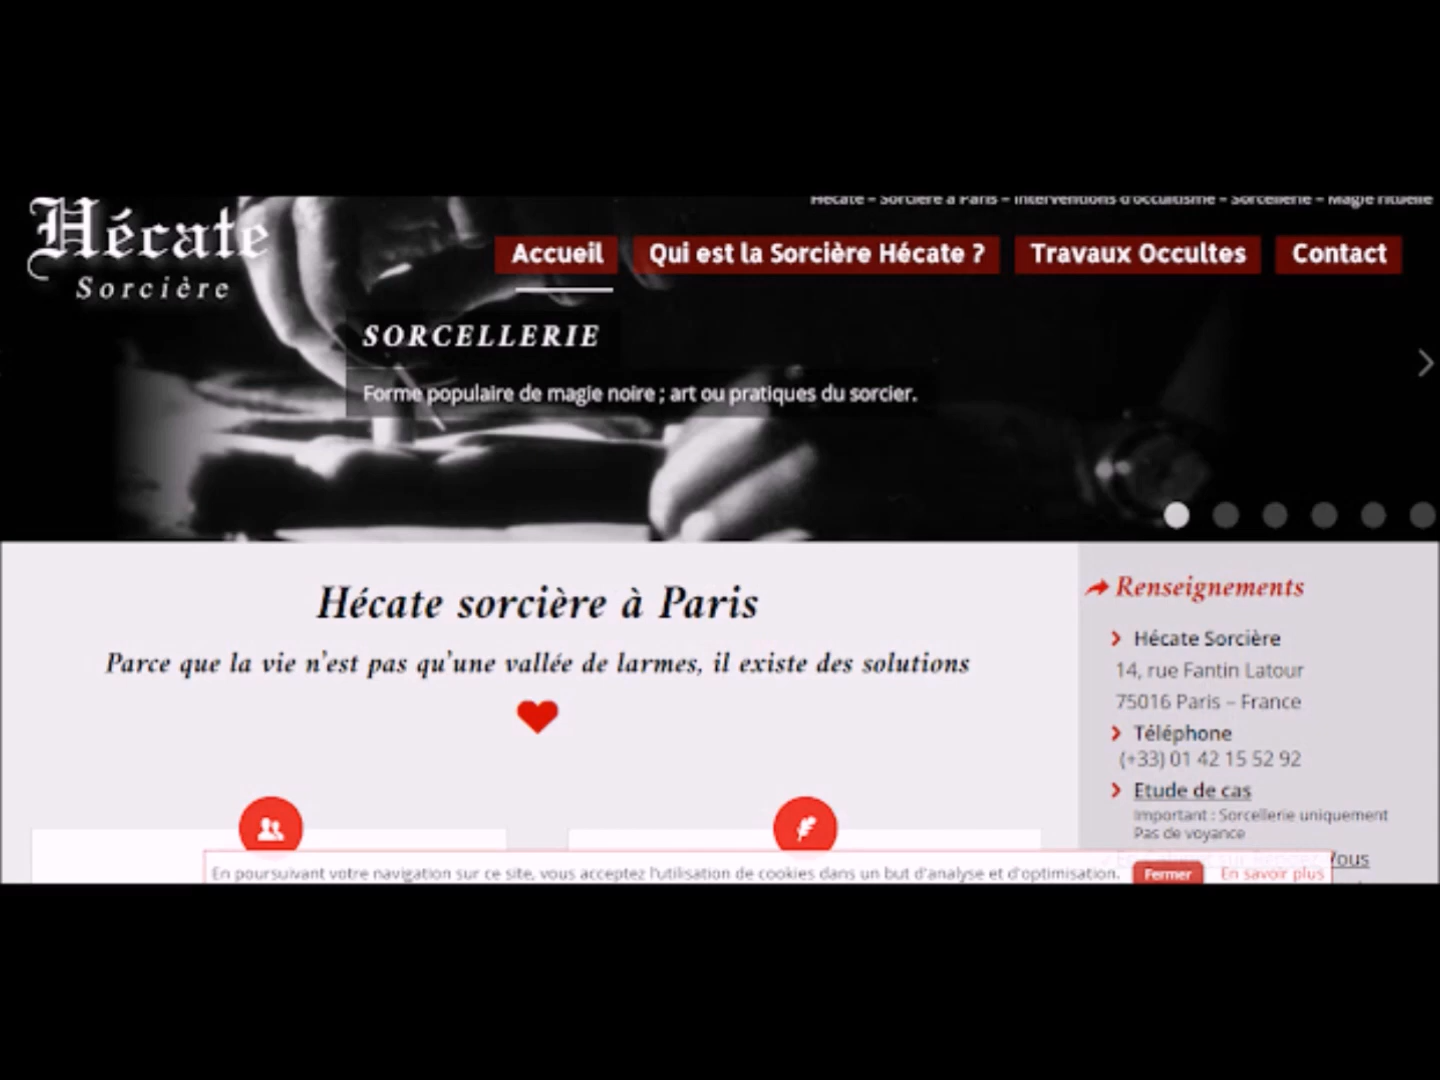 Hécate – Sorcière à Paris – Interventions d'occultisme – Sorcellerie – Magie rituelle
Hécate
Sorcière
Accueil
Qui est la Sorcière Hécate ?
Travaux Occultes
Contact
SORCELLERIE
Forme populaire de magie noire ; art ou pratiques du sorcier.
Hécate sorcière à Paris
Parce que la vie n'est pas qu'une vallée de larmes, il existe des solutions
Renseignements
Hécate Sorcière
14, rue Fantin Latour
75016 Paris – France
Téléphone
(+33) 01 42 15 52 92
Etude de cas
Important : Sorcellerie uniquement
Pas de voyance
Vous
En poursuivant votre navigation sur ce site, vous acceptez l'utilisation de cookies dans un but d'analyse et d'optimisation.
Fermer
En savoir plus